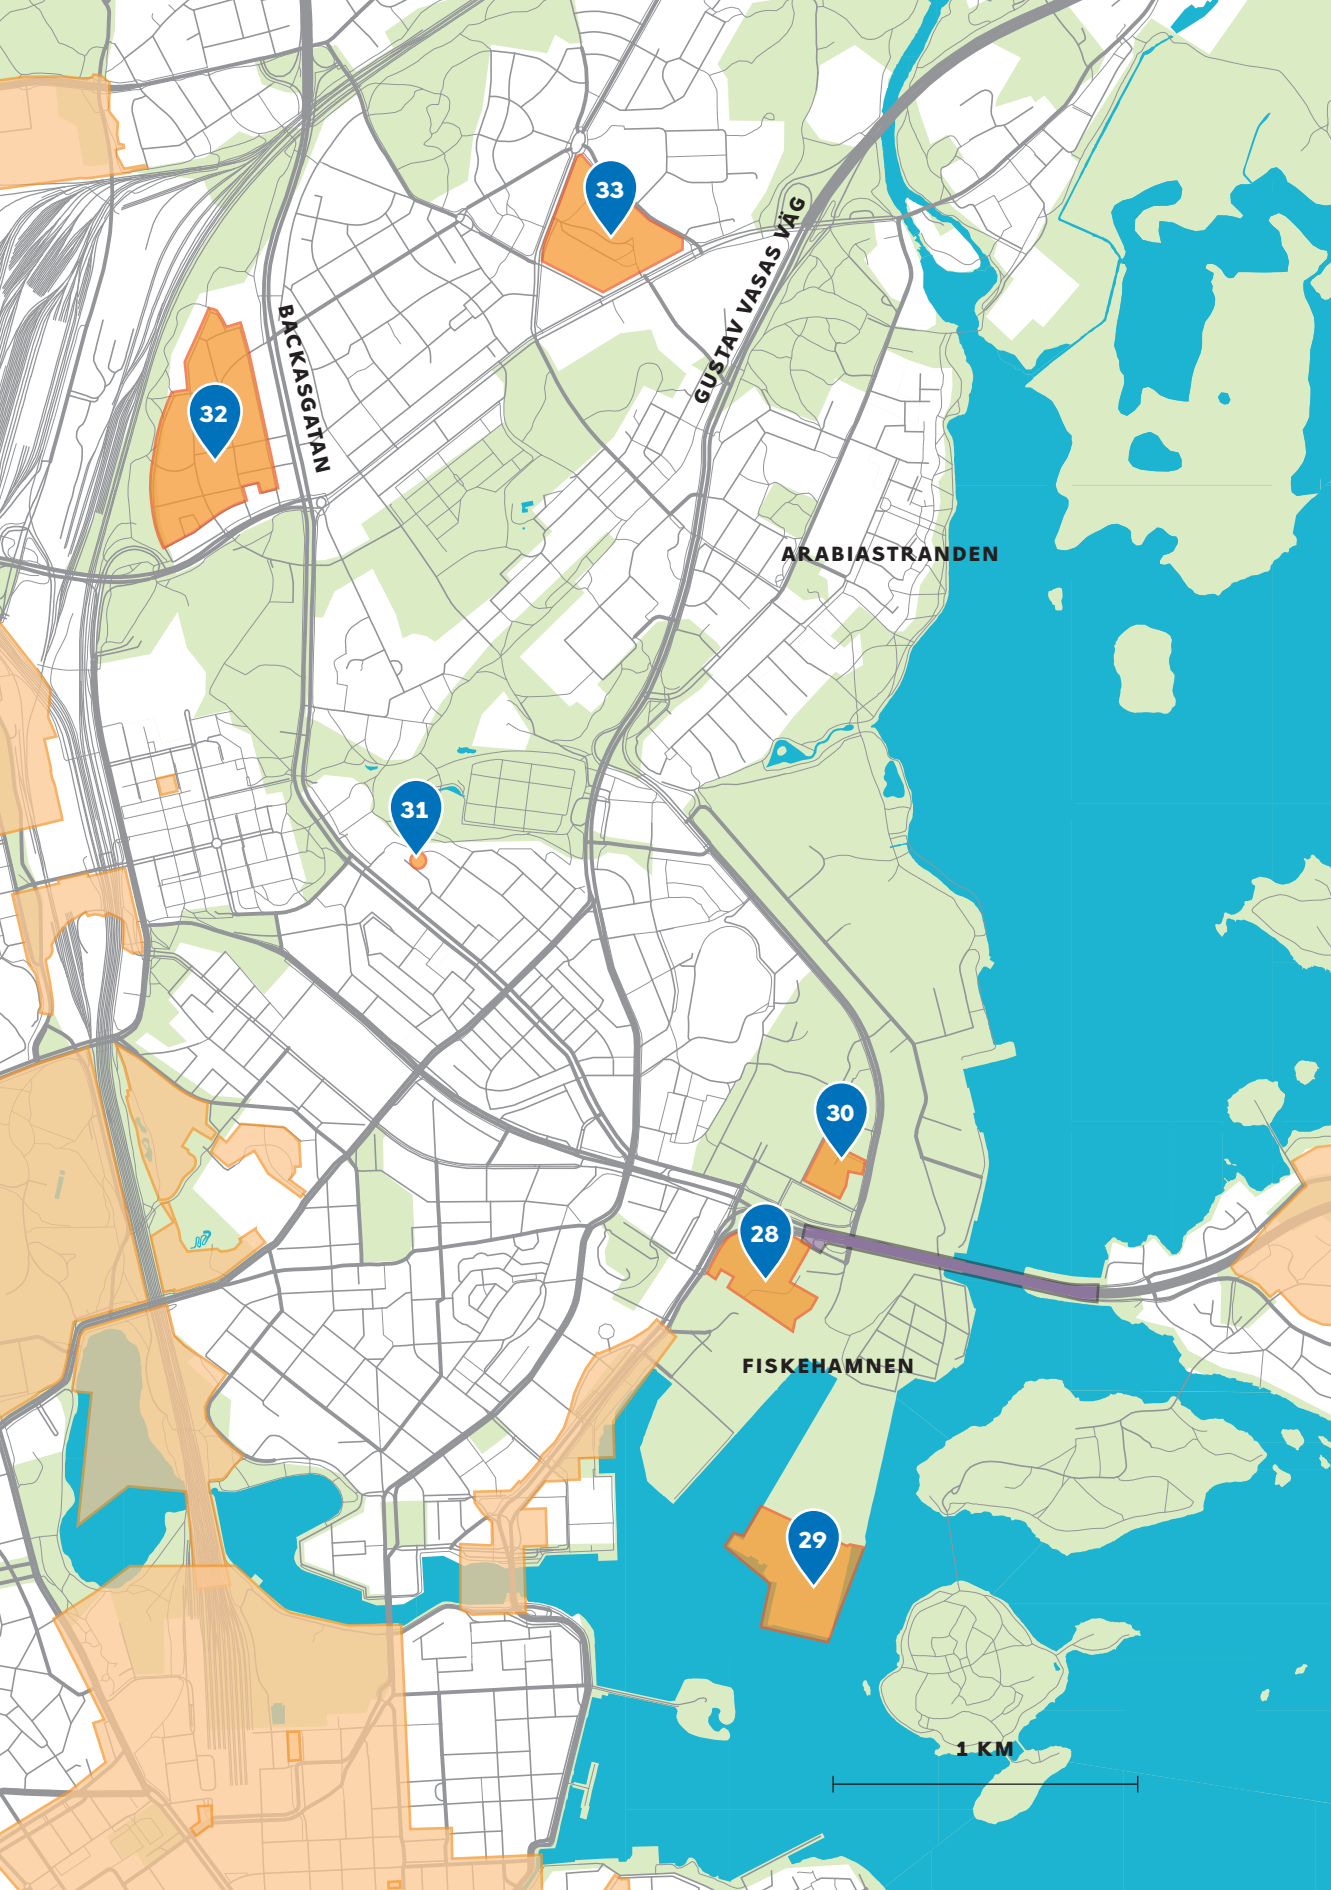 33
GUSTAV VASAS VÄG
BACKASGATAN
32
ARABIASTRANDEN
31
30
28
FISKEHAMNEN
29
1 KM